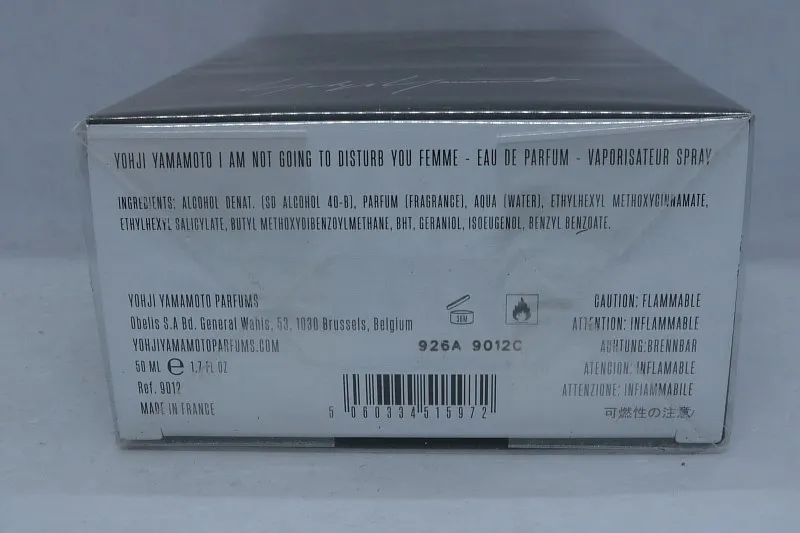 YOHJI YAMAMOTO I AM NOT GOING TO DISTURB YOU FEMME - EAU DE PARFUM - VAPORISATEUR SPRAY
INGREDIENTS: ALCOHOL DENAT. (SD ALCOHOL 40-B), PARFUM (FRAGRANCE), AQUA (WATER), ETHYLHEXYL METHOXYCINNAMATE,
ETHYLHEXYL SALICYLATE, BUTYL METHOXYDIBENZOYLMETHANE, BHT, GERANIOL, ISOEUGENOL, BENZYL BENZOATE.
YOHJI YAMAMOTO PARFUMS
Obelis S.A Bd. General Wahis, 53, 1030 Brussels, Belgium
YOHJIYAMAMOTOPARFUMS.COM
50 ML e 1.7 FL OZ
Ref. 9012
MADE IN FRANCE
36M
926A 9012C
5 060334 515972
CAUTION: FLAMMABLE
ATTENTION: INFLAMMABLE
ACHTUNG:BRENNBAR
ATENCION: INFLAMABLE
ATTENZIONE: INFIAMMABILE
可燃性の注意